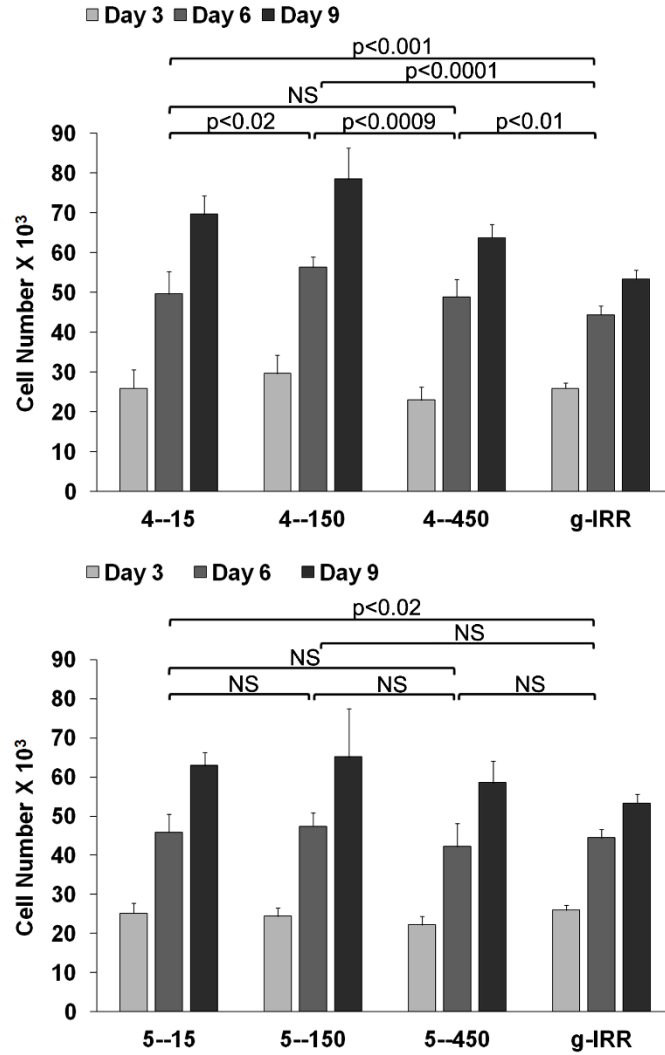 Day 3 Day 6 Day 9
p<0.001
p<0.0001
NS
p<0.02 p<0.0009 p<0.01
90
80
70
60
50
40
30
20
10
0
Cell Number X 10³
4--15 4--150 4--450 g-IRR
Day 3 Day 6 Day 9
p<0.02
NS
NS
NS NS NS
90
80
70
60
50
40
30
20
10
0
Cell Number X 10³
5--15 5--150 5--450 g-IRR